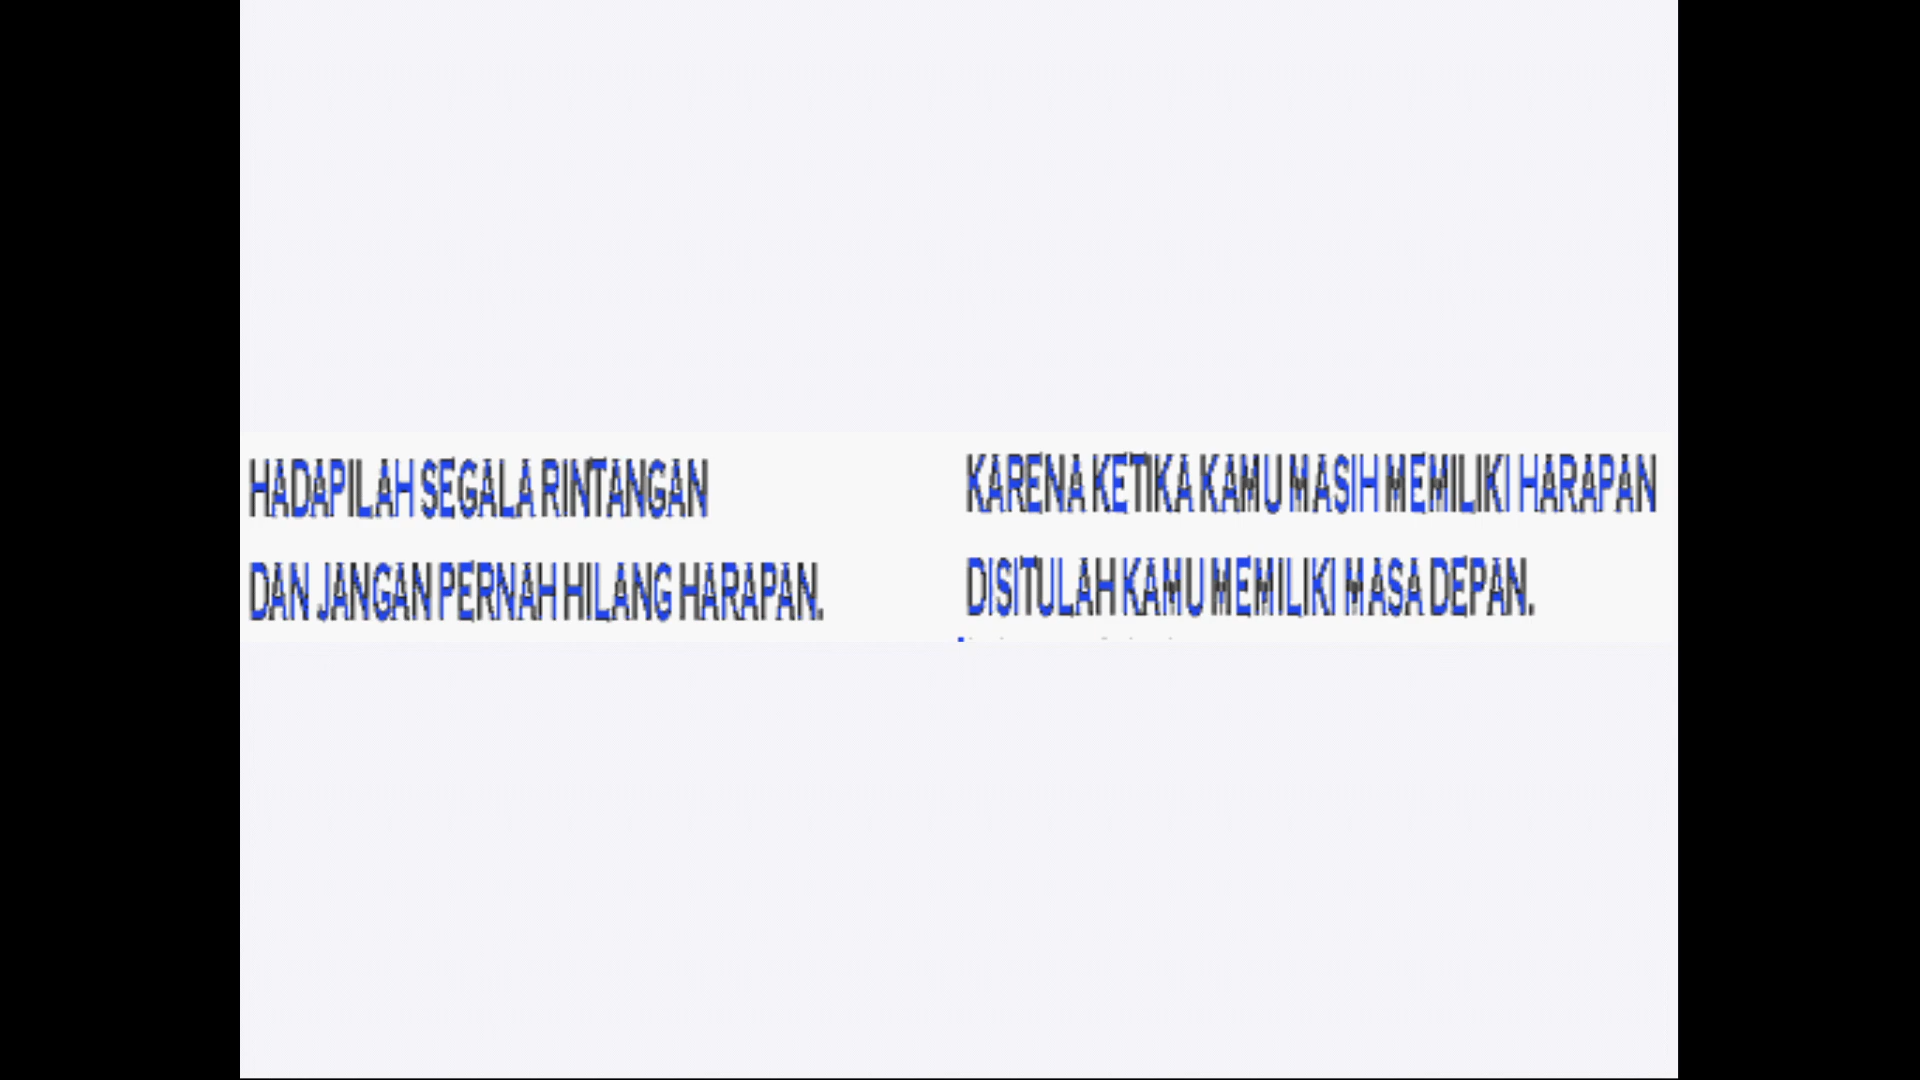 HADAPILAH SEGALA RINTANGAN
DAN JANGAN PERNAH HILANG HARAPAN.
KARENA KETIKA KAMU MASIH MEMILIKI HARAPAN
DISITULAH KAMU MEMILIKI MASA DEPAN.